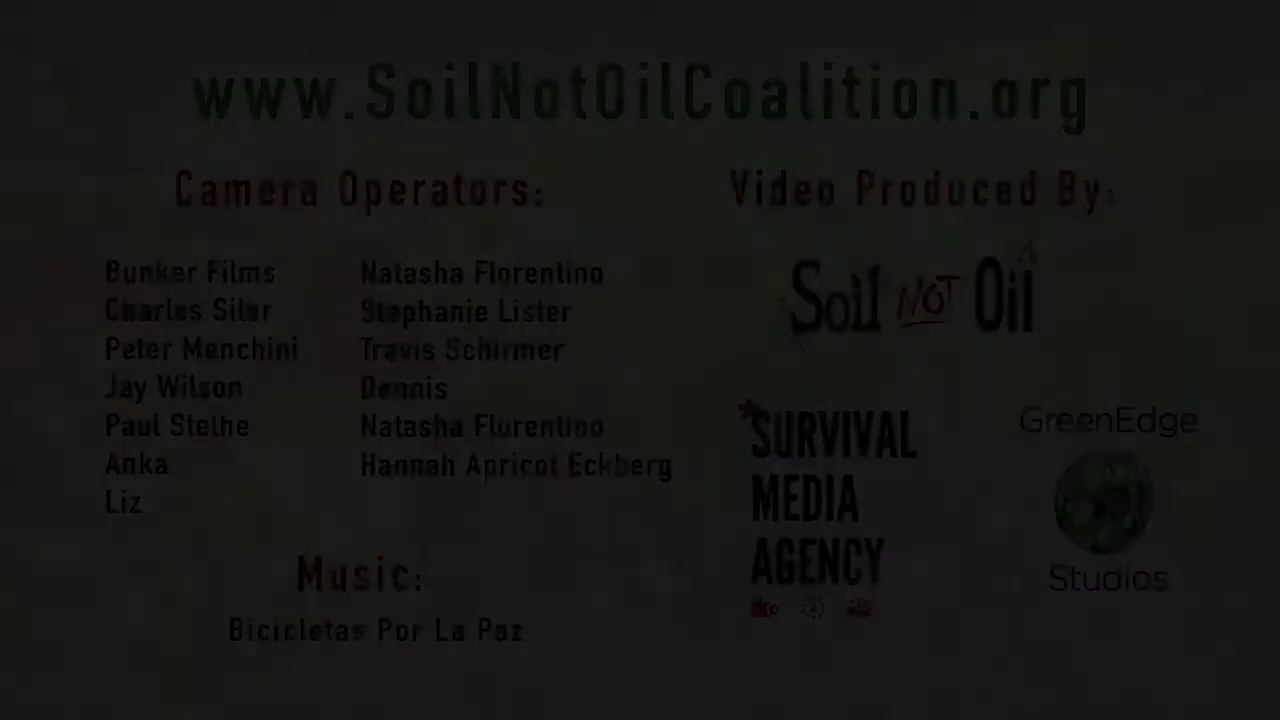 www.SoilNotOilCoalition.org
Camera Operators:
Bunker Films
Charles Siler
Peter Menchini
Jay Wilson
Paul Stelhe
Anka
Liz
Natasha Florentino
Stephanie Lister
Travis Schirmer
Dennis
Natasha Florentino
Hannah Apricot Eckberg
Music:
Bicicletas Por La Paz
Video Produced By:
Soil NOT Oil
*SURVIVAL
MEDIA
AGENCY
GreenEdge
Studios